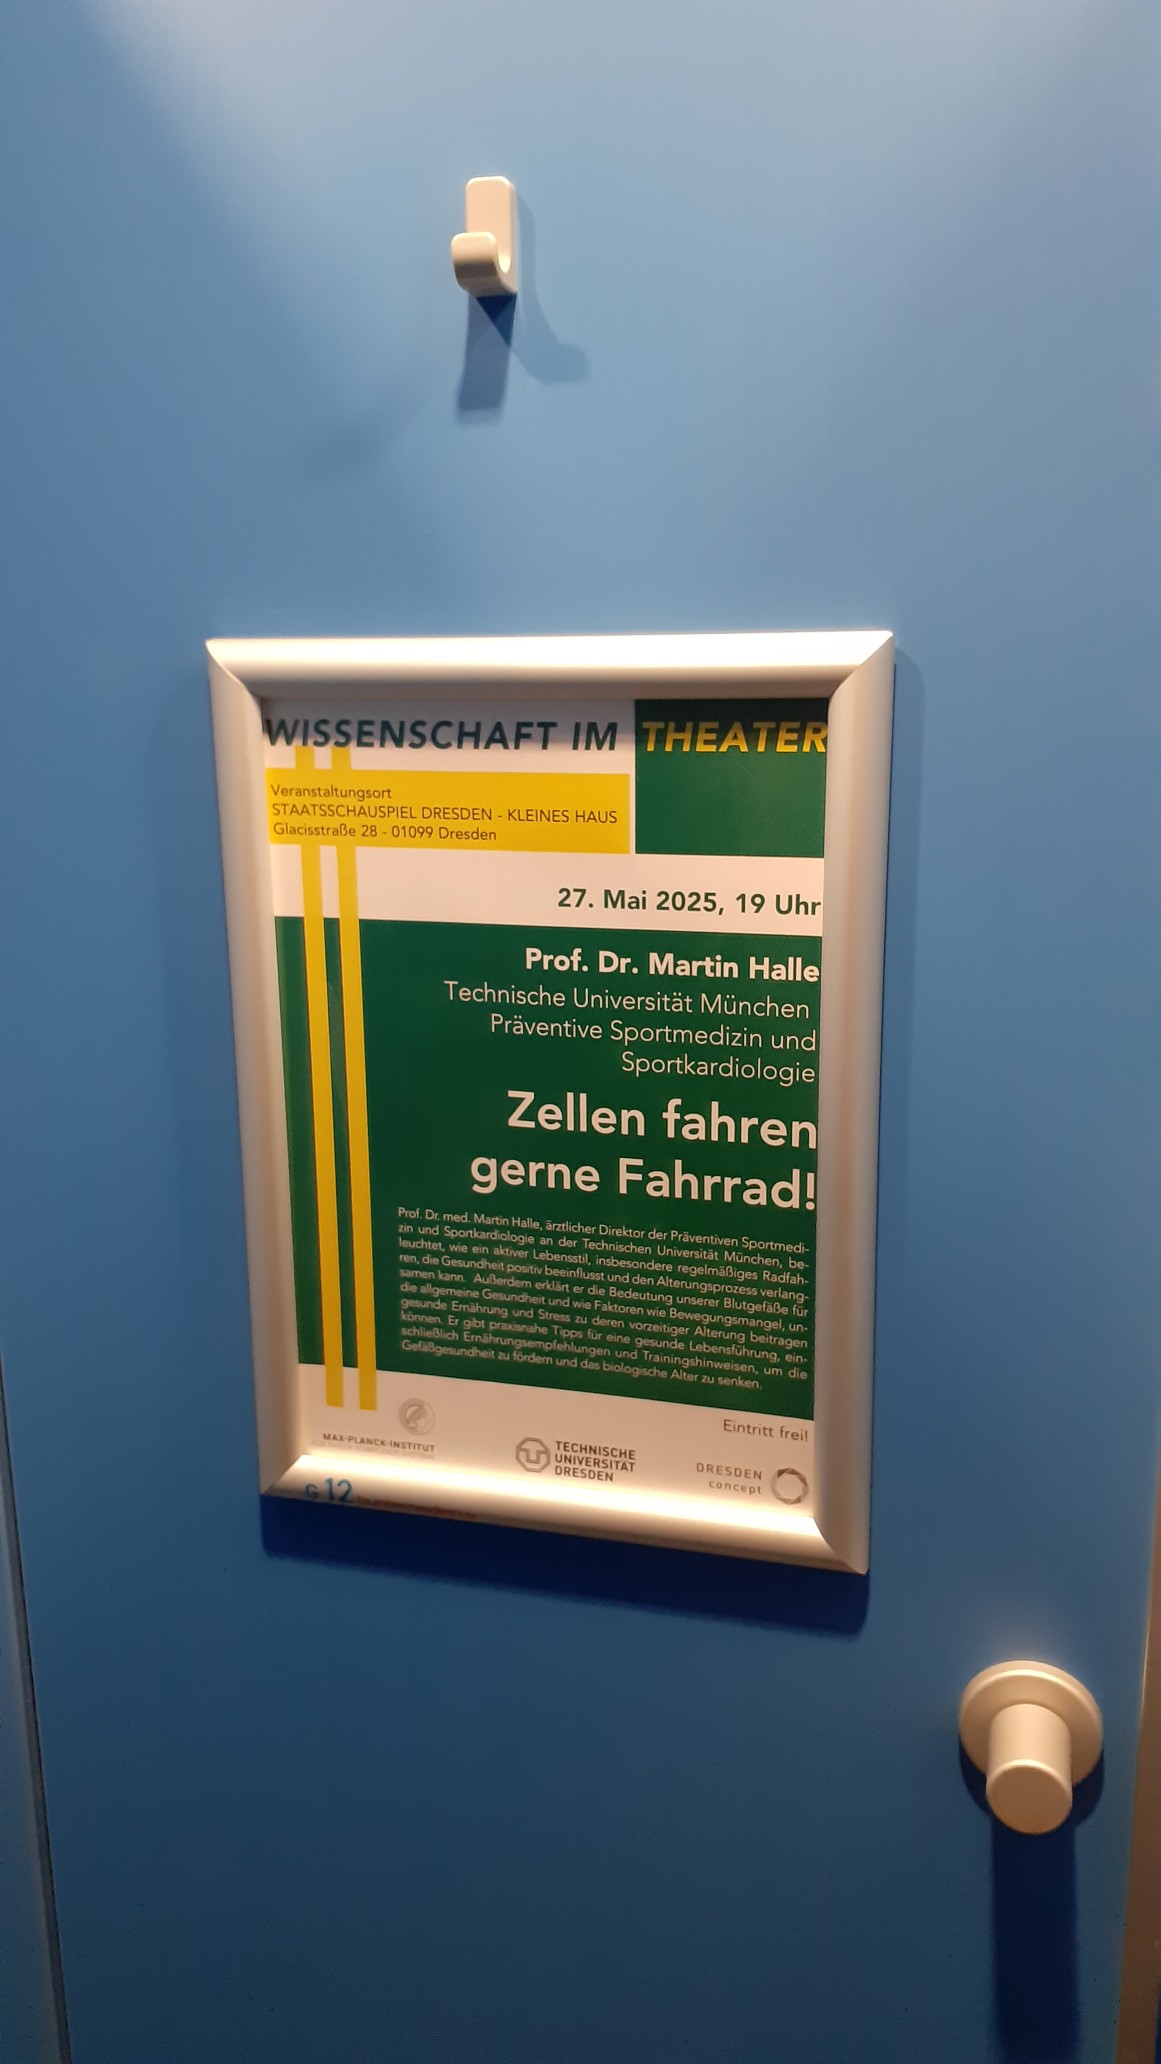 WISSENSCHAFT IM THEATER
Veranstaltungsort
STAATSSCHAUSPIEL DRESDEN - KLEINES HAUS
Glacisstraße 28 - 01099 Dresden
27. Mai 2025, 19 Uhr
Prof. Dr. Martin Halle
Technische Universität München
Präventive Sportmedizin und
Sportkardiologie
Zellen fahren
gerne Fahrrad!
Prof. Dr. med. Martin Halle, ärztlicher Direktor der Präventiven Sportmedi-
zin und Sportkardiologie an der Technischen Universität München, be-
leuchtet, wie ein aktiver Lebensstil, insbesondere regelmäßiges Radfah-
ren, die Gesundheit positiv beeinflusst und den Alterungsprozess verlang-
samen kann. Außerdem erklärt er die Bedeutung unserer Blutgefäße für
die allgemeine Gesundheit und wie Faktoren wie Bewegungsmangel, un-
gesunde Ernährung und Stress zu deren vorzeitiger Alterung beitragen
können. Er gibt praxisnahe Tipps für eine gesunde Lebensführung, ein-
schließlich Ernährungsempfehlungen und Trainingshinweisen, um die
Gefäßgesundheit zu fördern und das biologische Alter zu senken.
Eintritt frei!
MAX-PLANCK-INSTITUT
TECHNISCHE
UNIVERSITÄT
DRESDEN
DRESDEN
concept
G 12